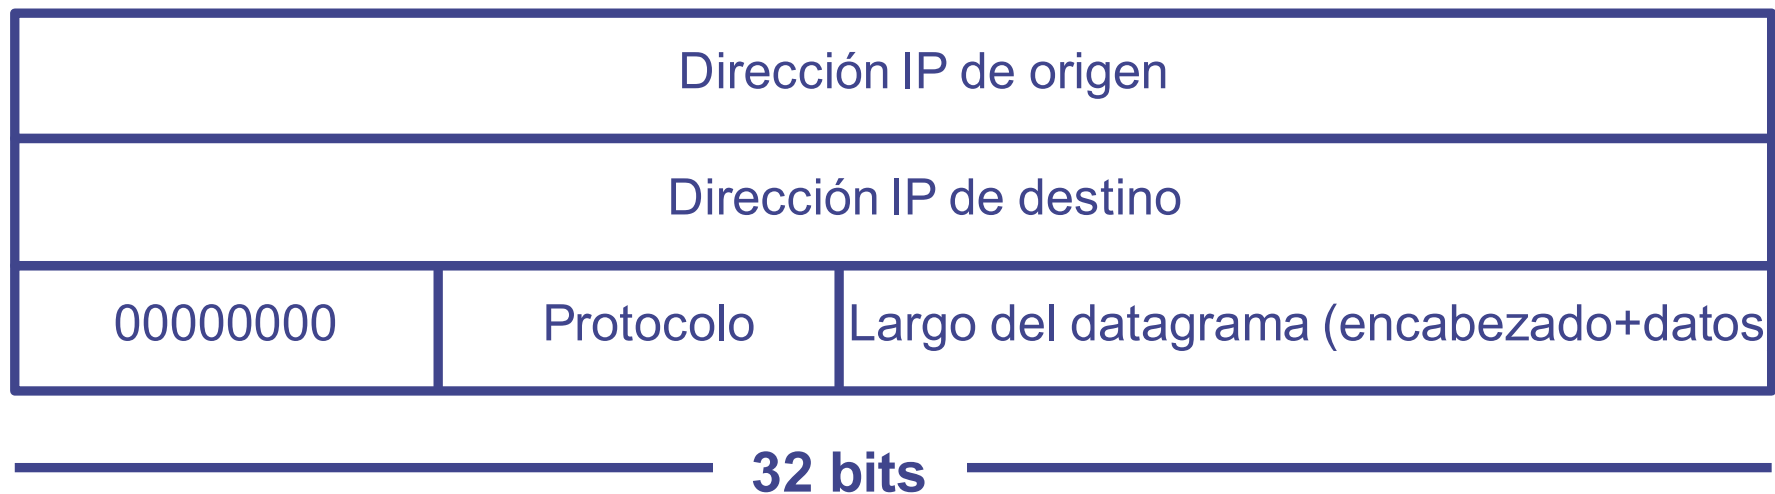 Dirección IP de origen
Dirección IP de destino
00000000 Protocolo Largo del datagrama (encabezado+datos
32 bits